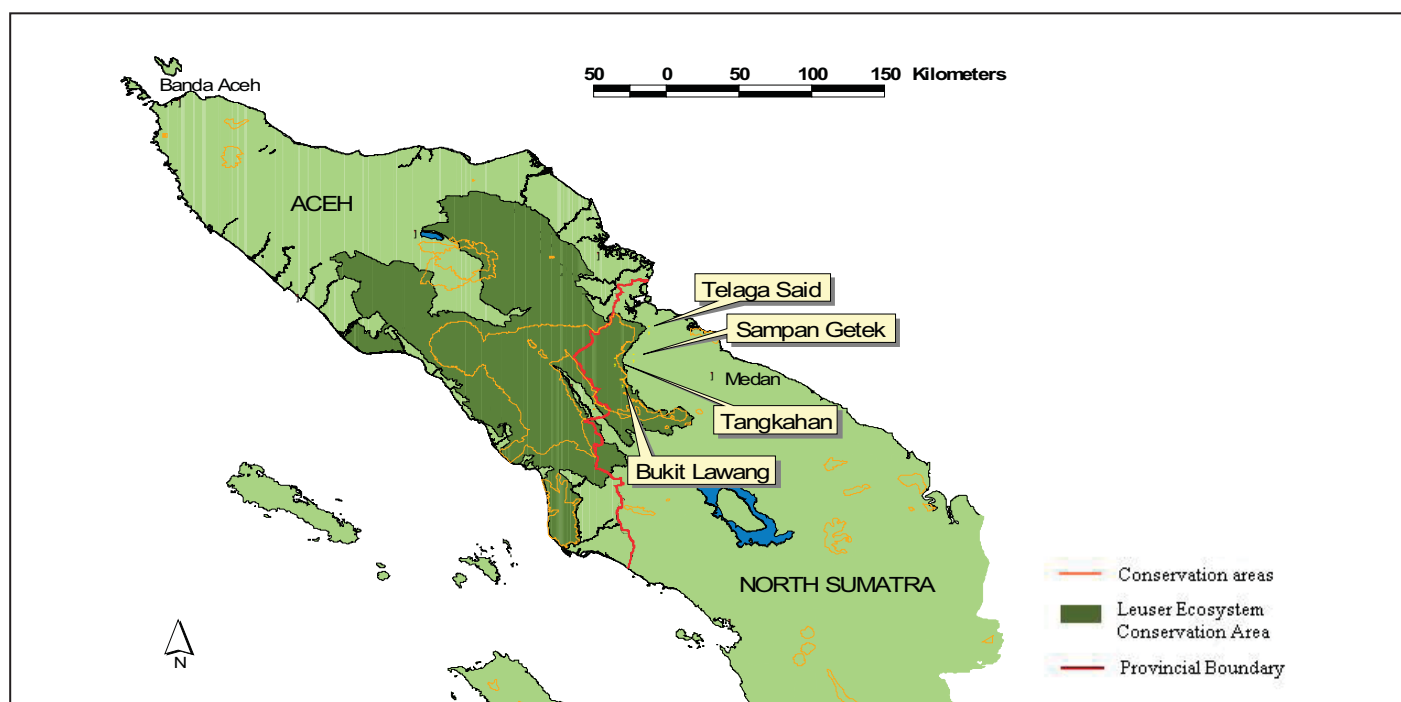 50 0 50 100 150 Kilometers
Banda Aceh
ACEH
Telaga Said
Sampan Getek
Medan
Tangkahan
Bukit Lawang
NORTH SUMATRA
Conservation areas
Leuser Ecosystem
Conservation Area
Provincial Boundary
N